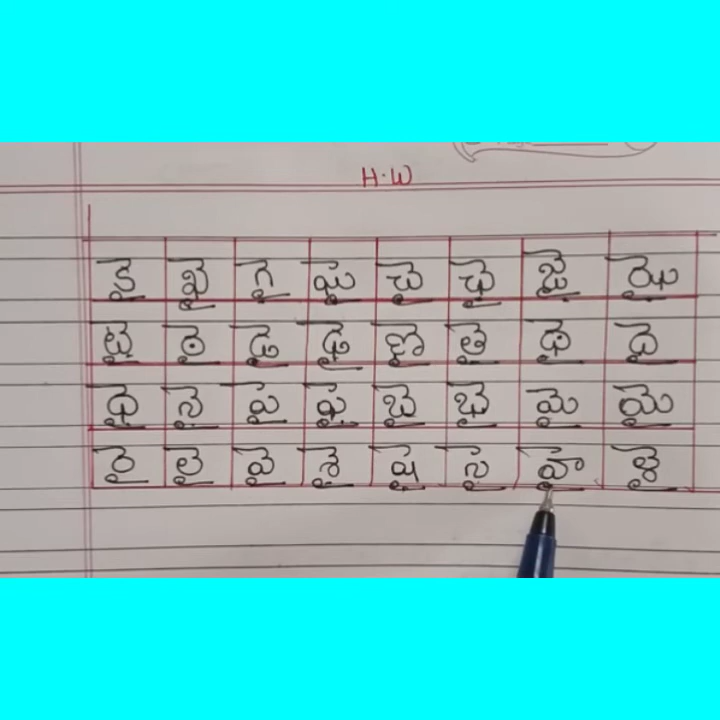 H.W
కై ఖై గై ఘై చై ఛై జై ఝై
టై ఠై డై ఢై ణై తై థై దై
ధై నై పై ఫై బై భై మై యై
రై లై వై శై షై సై హై ళై